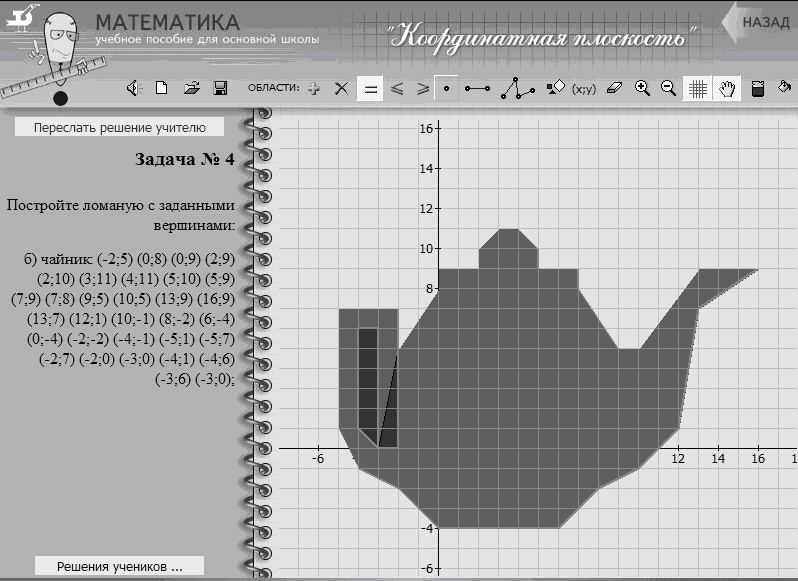 МАТЕМАТИКА
учебное пособие для основной школы
"Координатная плоскость"
НАЗАД
ОБЛАСТИ:
(x;y)
Переслать решение учителю
Задача № 4
Постройте ломаную с заданными
вершинами:
б) чайник: (-2;5) (0;8) (0;9) (2;9)
(2;10) (3;11) (4;11) (5;10) (5;9)
(7;9) (7;8) (9;5) (10;5) (13;9) (16;9)
(13;7) (12;1) (10;-1) (8;-2) (6;-4)
(0;-4) (-2;-2) (-4;-1) (-5;1) (-5;7)
(-2;7) (-2;0) (-3;0) (-4;1) (-4;6)
(-3;6) (-3;0);
16
14
12
10
8
-6
12 14 16 1
-4
-6
Решения учеников ...